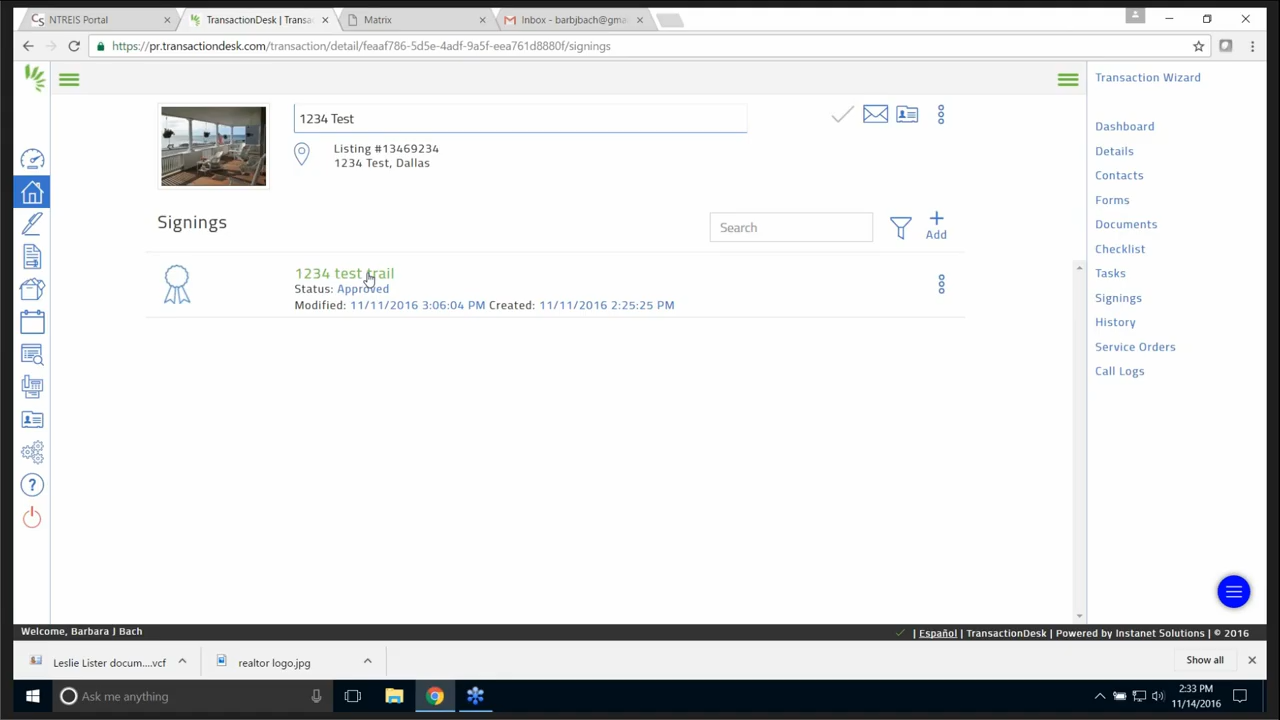 NTREIS Portal
TransactionDesk | Transa
Matrix
Inbox - barbjbach@gma
https://pr.transactiondesk.com/transaction/detail/feaaf786-5d5e-4adf-9a5f-eea761d8880f/signings
1234 Test
Listing #13469234
1234 Test, Dallas
Signings
Search
Add
1234 test trail
Status: Approved
Modified: 11/11/2016 3:06:04 PM Created: 11/11/2016 2:25:25 PM
Transaction Wizard
Dashboard
Details
Contacts
Forms
Documents
Checklist
Tasks
Signings
History
Service Orders
Call Logs
Welcome, Barbara J Bach
| Español | TransactionDesk | Powered by Instanet Solutions | © 2016
Leslie Lister docum....vcf
realtor logo.jpg
Show all
Ask me anything
2:33 PM
11/14/2016